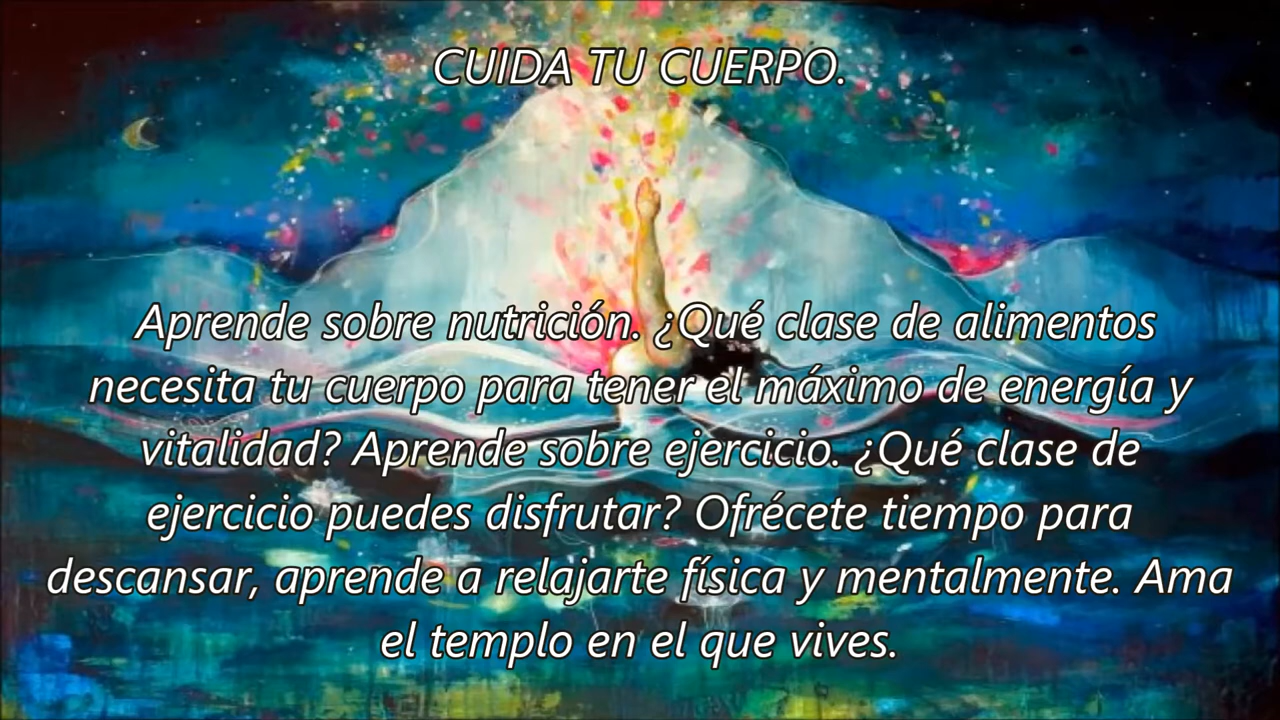 CUIDA TU CUERPO.
Aprende sobre nutrición. ¿Qué clase de alimentos
necesita tu cuerpo para tener el máximo de energía y
vitalidad? Aprende sobre ejercicio. ¿Qué clase de
ejercicio puedes disfrutar? Ofrécete tiempo para
descansar, aprende a relajarte física y mentalmente. Ama
el templo en el que vives.